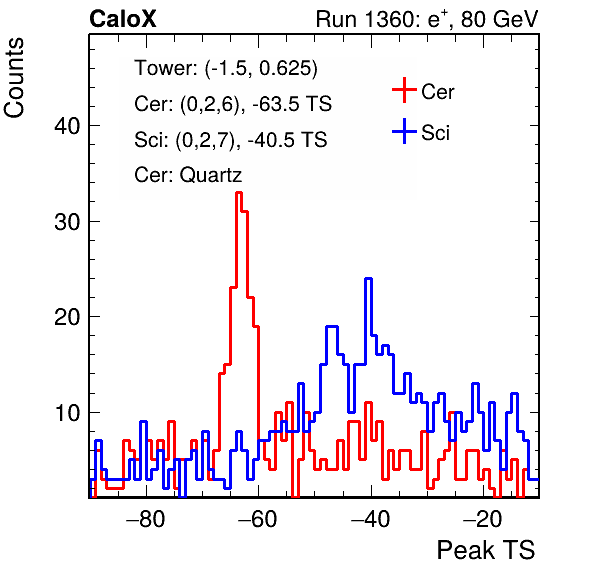 CaloX Run 1360: e⁺, 80 GeV
Counts
Tower: (-1.5, 0.625)
Cer: (0,2,6), -63.5 TS
Sci: (0,2,7), -40.5 TS
Cer: Quartz
Cer
Sci
40
30
20
10
−80 −60 −40 −20
Peak TS